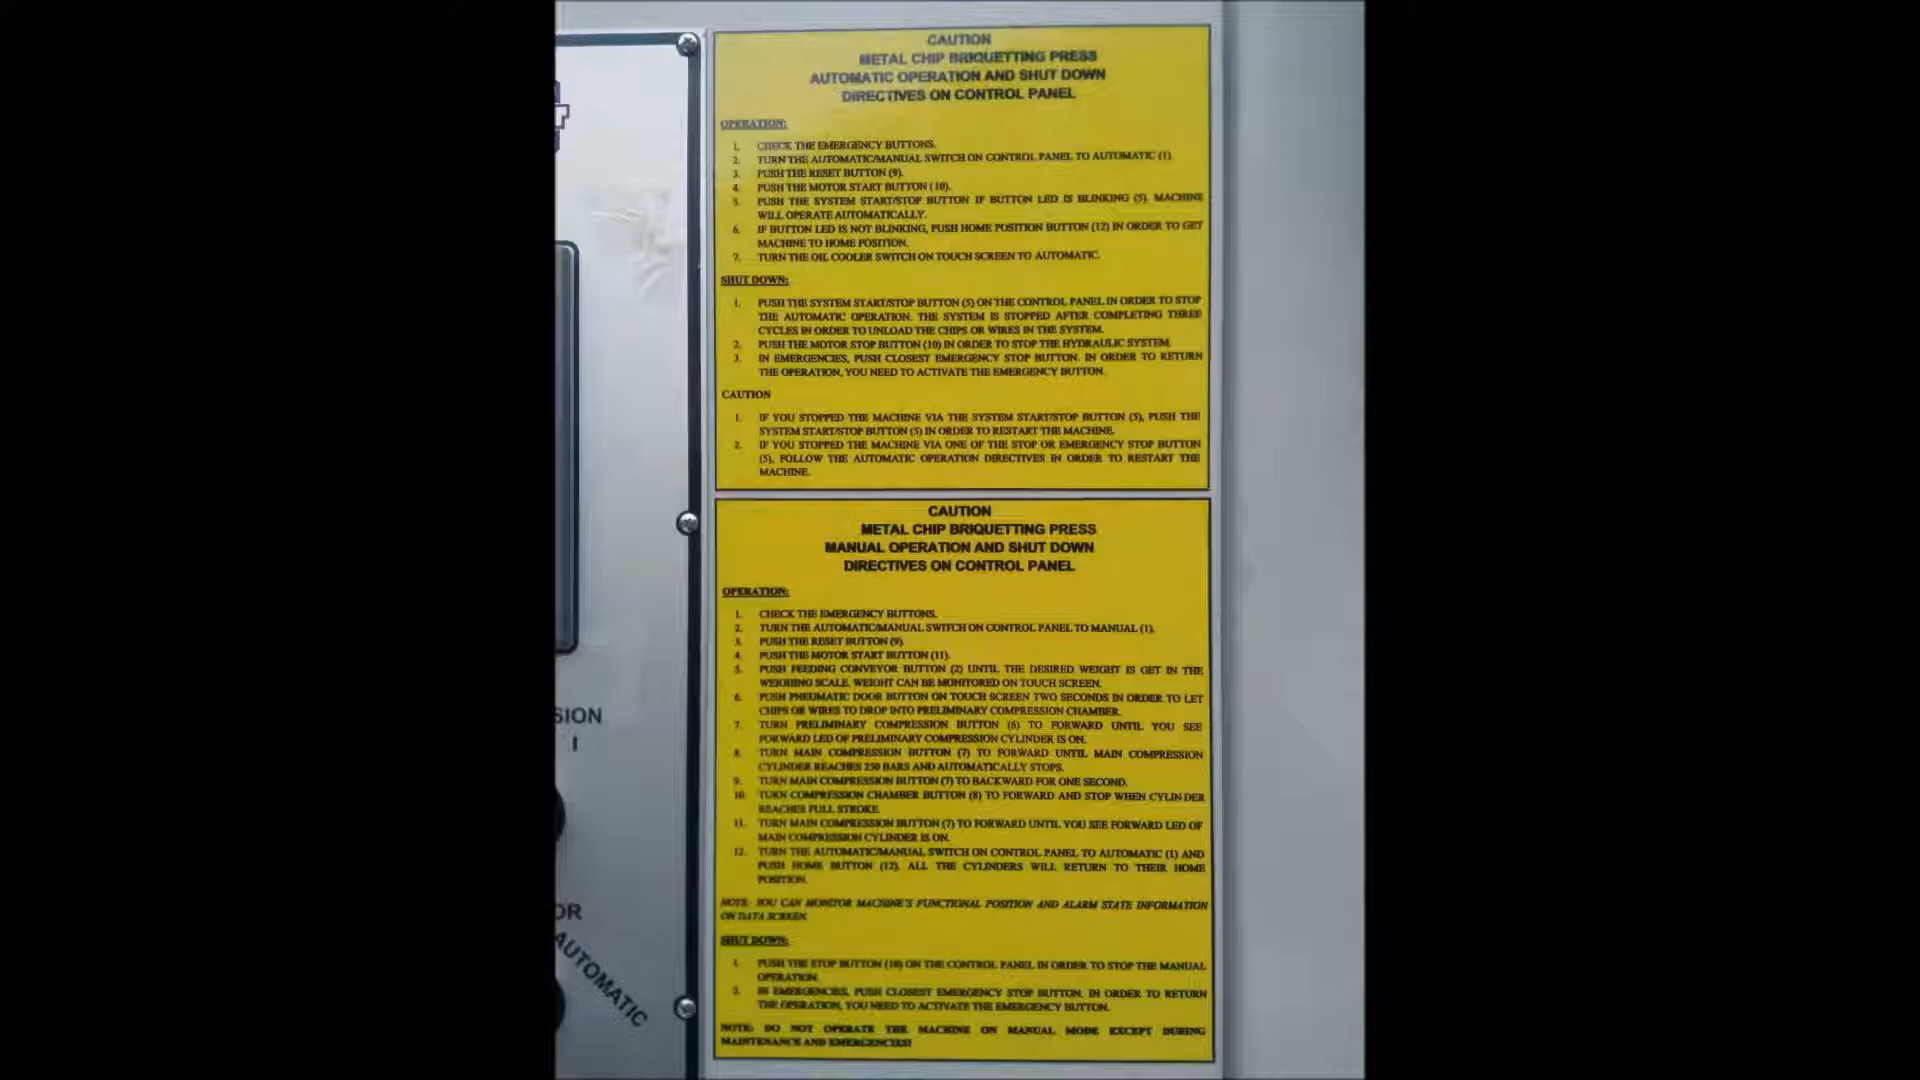 CAUTION
METAL CHIP BRIQUETTING PRESS
AUTOMATIC OPERATION AND SHUT DOWN
DIRECTIVES ON CONTROL PANEL
OPERATION:
1. CHECK THE EMERGENCY BUTTONS.
2. TURN THE AUTOMATIC/MANUAL SWITCH ON CONTROL PANEL TO AUTOMATIC (1).
3. PUSH THE RESET BUTTON (9).
4. PUSH THE MOTOR START BUTTON (10).
5. PUSH THE SYSTEM START/STOP BUTTON IF BUTTON LED IS BLINKING (5). MACHINE
WILL OPERATE AUTOMATICALLY.
6. IF BUTTON LED IS NOT BLINKING, PUSH HOME POSITION BUTTON (12) IN ORDER TO GET
MACHINE TO HOME POSITION.
7. TURN THE OIL COOLER SWITCH ON TOUCH SCREEN TO AUTOMATIC.
SHUT DOWN:
1. PUSH THE SYSTEM START/STOP BUTTON (5) ON THE CONTROL PANEL IN ORDER TO STOP
THE AUTOMATIC OPERATION. THE SYSTEM IS STOPPED AFTER COMPLETING THREE
CYCLES IN ORDER TO UNLOAD THE CHIPS OR WIRES IN THE SYSTEM.
2. PUSH THE MOTOR STOP BUTTON (10) IN ORDER TO STOP THE HYDRAULIC SYSTEM.
3. IN EMERGENCIES, PUSH CLOSEST EMERGENCY STOP BUTTON. IN ORDER TO RETURN
THE OPERATION, YOU NEED TO ACTIVATE THE EMERGENCY BUTTON.
CAUTION
1. IF YOU STOPPED THE MACHINE VIA THE SYSTEM START/STOP BUTTON (5), PUSH THE
SYSTEM START/STOP BUTTON (5) IN ORDER TO RESTART THE MACHINE.
2. IF YOU STOPPED THE MACHINE VIA ONE OF THE STOP OR EMERGENCY STOP BUTTON
(5), FOLLOW THE AUTOMATIC OPERATION DIRECTIVES IN ORDER TO RESTART THE
MACHINE.
CAUTION
METAL CHIP BRIQUETTING PRESS
MANUAL OPERATION AND SHUT DOWN
DIRECTIVES ON CONTROL PANEL
OPERATION:
1. CHECK THE EMERGENCY BUTTONS.
2. TURN THE AUTOMATIC/MANUAL SWITCH ON CONTROL PANEL TO MANUAL (1).
3. PUSH THE RESET BUTTON (9).
4. PUSH THE MOTOR START BUTTON (11).
5. PUSH FEEDING CONVEYOR BUTTON (2) UNTIL THE DESIRED WEIGHT IS GET IN THE
WEIGHING SCALE. WEIGHT CAN BE MONITORED ON TOUCH SCREEN.
6. PUSH PNEUMATIC DOOR BUTTON ON TOUCH SCREEN TWO SECONDS IN ORDER TO LET
CHIPS OR WIRES TO DROP INTO PRELIMINARY COMPRESSION CHAMBER.
7. TURN PRELIMINARY COMPRESSION BUTTON (6) TO FORWARD UNTIL YOU SEE
FORWARD LED OF PRELIMINARY COMPRESSION CYLINDER IS ON.
8. TURN MAIN COMPRESSION BUTTON (7) TO FORWARD UNTIL MAIN COMPRESSION
CYLINDER REACHES 250 BARS AND AUTOMATICALLY STOPS.
9. TURN MAIN COMPRESSION BUTTON (7) TO BACKWARD FOR ONE SECOND.
10. TURN COMPRESSION CHAMBER BUTTON (8) TO FORWARD AND STOP WHEN CYLINDER
REACHES FULL STROKE.
11. TURN MAIN COMPRESSION BUTTON (7) TO FORWARD UNTIL YOU SEE FORWARD LED OF
MAIN COMPRESSION CYLINDER IS ON.
12. TURN THE AUTOMATIC/MANUAL SWITCH ON CONTROL PANEL TO AUTOMATIC (1) AND
PUSH HOME BUTTON (12). ALL THE CYLINDERS WILL RETURN TO THEIR HOME
POSITION.
NOTE: YOU CAN MONITOR MACHINE'S FUNCTIONAL POSITION AND ALARM STATE INFORMATION
ON DATA SCREEN.
SHUT DOWN:
1. PUSH THE STOP BUTTON (10) ON THE CONTROL PANEL IN ORDER TO STOP THE MANUAL
OPERATION.
2. IN EMERGENCIES, PUSH CLOSEST EMERGENCY STOP BUTTON. IN ORDER TO RETURN
THE OPERATION, YOU NEED TO ACTIVATE THE EMERGENCY BUTTON.
NOTE: DO NOT OPERATE THE MACHINE ON MANUAL MODE EXCEPT DURING
MAINTENANCE AND EMERGENCIES!
SION
I
OR
AUTOMATIC